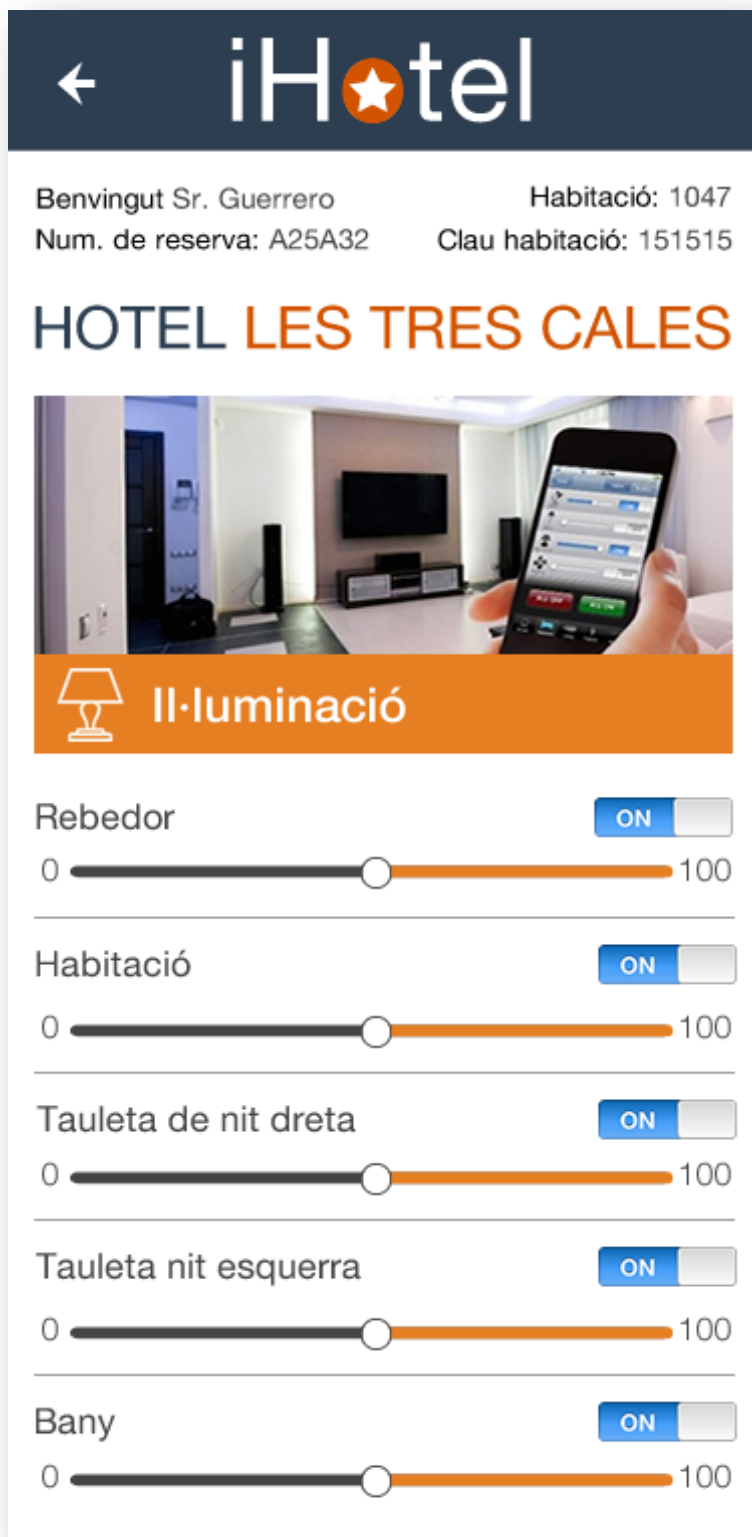 iHotel
Benvingut Sr. Guerrero
Habitació: 1047
Num. de reserva: A25A32
Clau habitació: 151515
HOTEL LES TRES CALES
Il·luminació
Rebedor
ON
0
100
Habitació
ON
0
100
Tauleta de nit dreta
ON
0
100
Tauleta nit esquerra
ON
0
100
Bany
ON
0
100